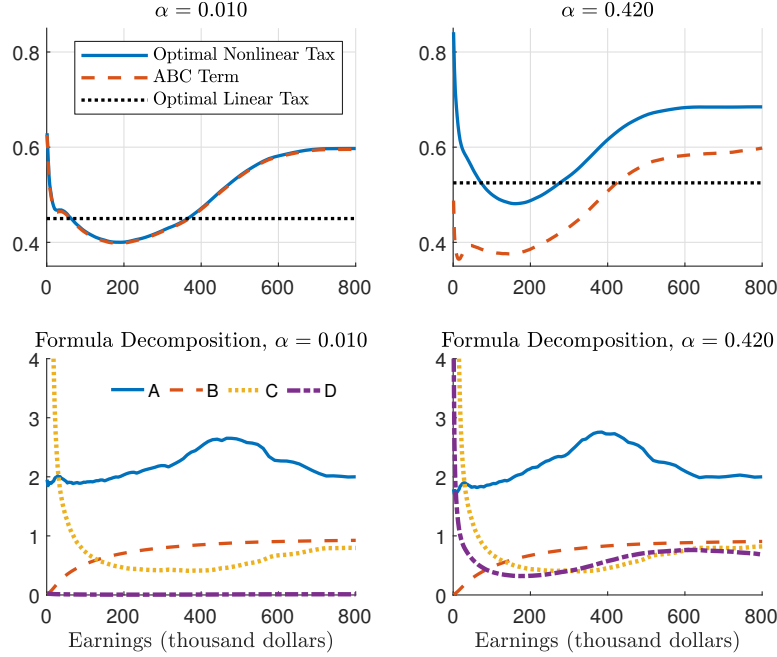 α = 0.010
α = 0.420
0.8
0.6
0.4
Optimal Nonlinear Tax
ABC Term
Optimal Linear Tax
0 200 400 600 800
0.8
0.6
0.4
0 200 400 600 800
Formula Decomposition, α = 0.010
Formula Decomposition, α = 0.420
4
3
2
1
0
A B C D
0 200 400 600 800
Earnings (thousand dollars)
4
3
2
1
0
0 200 400 600 800
Earnings (thousand dollars)